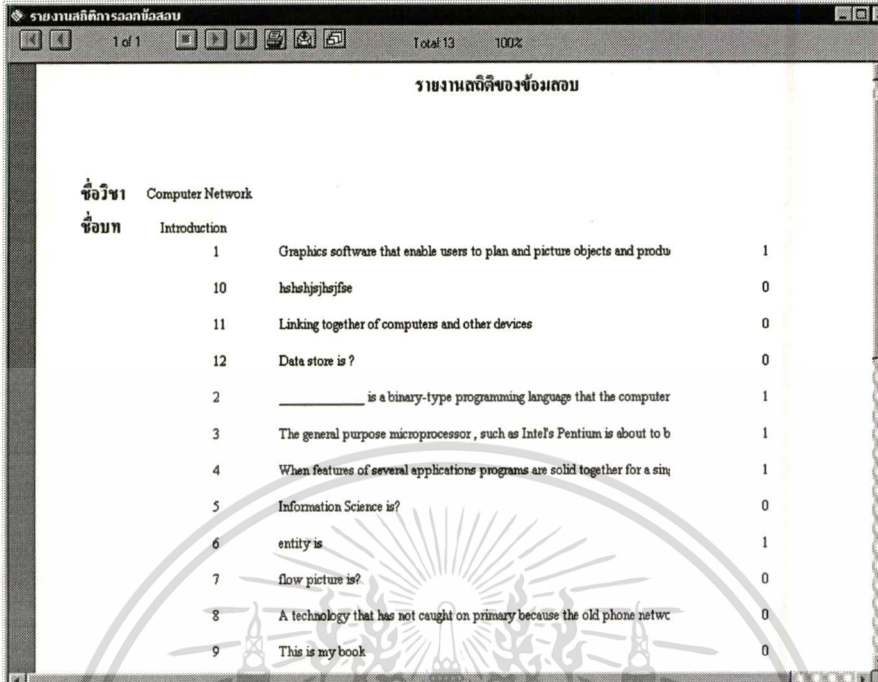 รายงานสถิติการออกข้อสอบ
1 of 1 Total:13 100%
รายงานสถิติของข้อมสอบ
ชื่อวิชา Computer Network
ชื่อบท Introduction
1 Graphics software that enable users to plan and picture objects and produ 1
10 hshshjsjhsjfse 0
11 Linking together of computers and other devices 0
12 Data store is ? 0
2 ____________ is a binary-type programming language that the computer 1
3 The general purpose microprocessor , such as Intel's Pentium is about to b 1
4 When features of several applications programs are solid together for a sing 1
5 Information Science is? 0
6 entity is 1
7 flow picture is? 0
8 A technology that has not caught on primary because the old phone netwo 0
9 This is my book 0